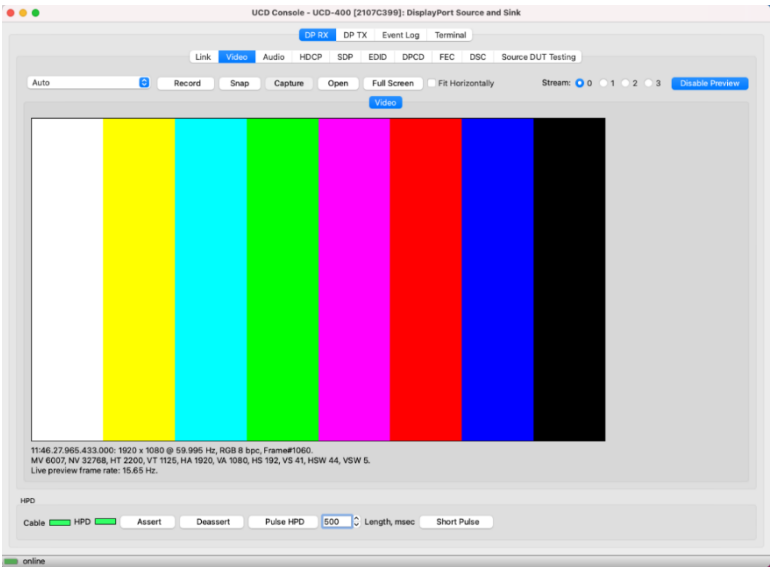 UCD Console - UCD-400 [2107C399]: DisplayPort Source and Sink
DP RX DP TX Event Log Terminal
Link Video Audio HDCP SDP EDID DPCD FEC DSC Source DUT Testing
Auto Record Snap Capture Open Full Screen Fit Horizontally Stream: 0 1 2 3 Disable Preview
Video
11:46.27.965.433.000: 1920 x 1080 @ 59.995 Hz, RGB 8 bpc, Frame#1060.
MV 6007, NV 32768, HT 2200, VT 1125, HA 1920, VA 1080, HS 192, VS 41, HSW 44, VSW 5.
Live preview frame rate: 15.65 Hz.
HPD
Cable HPD Assert Deassert Pulse HPD 500 Length, msec Short Pulse
online